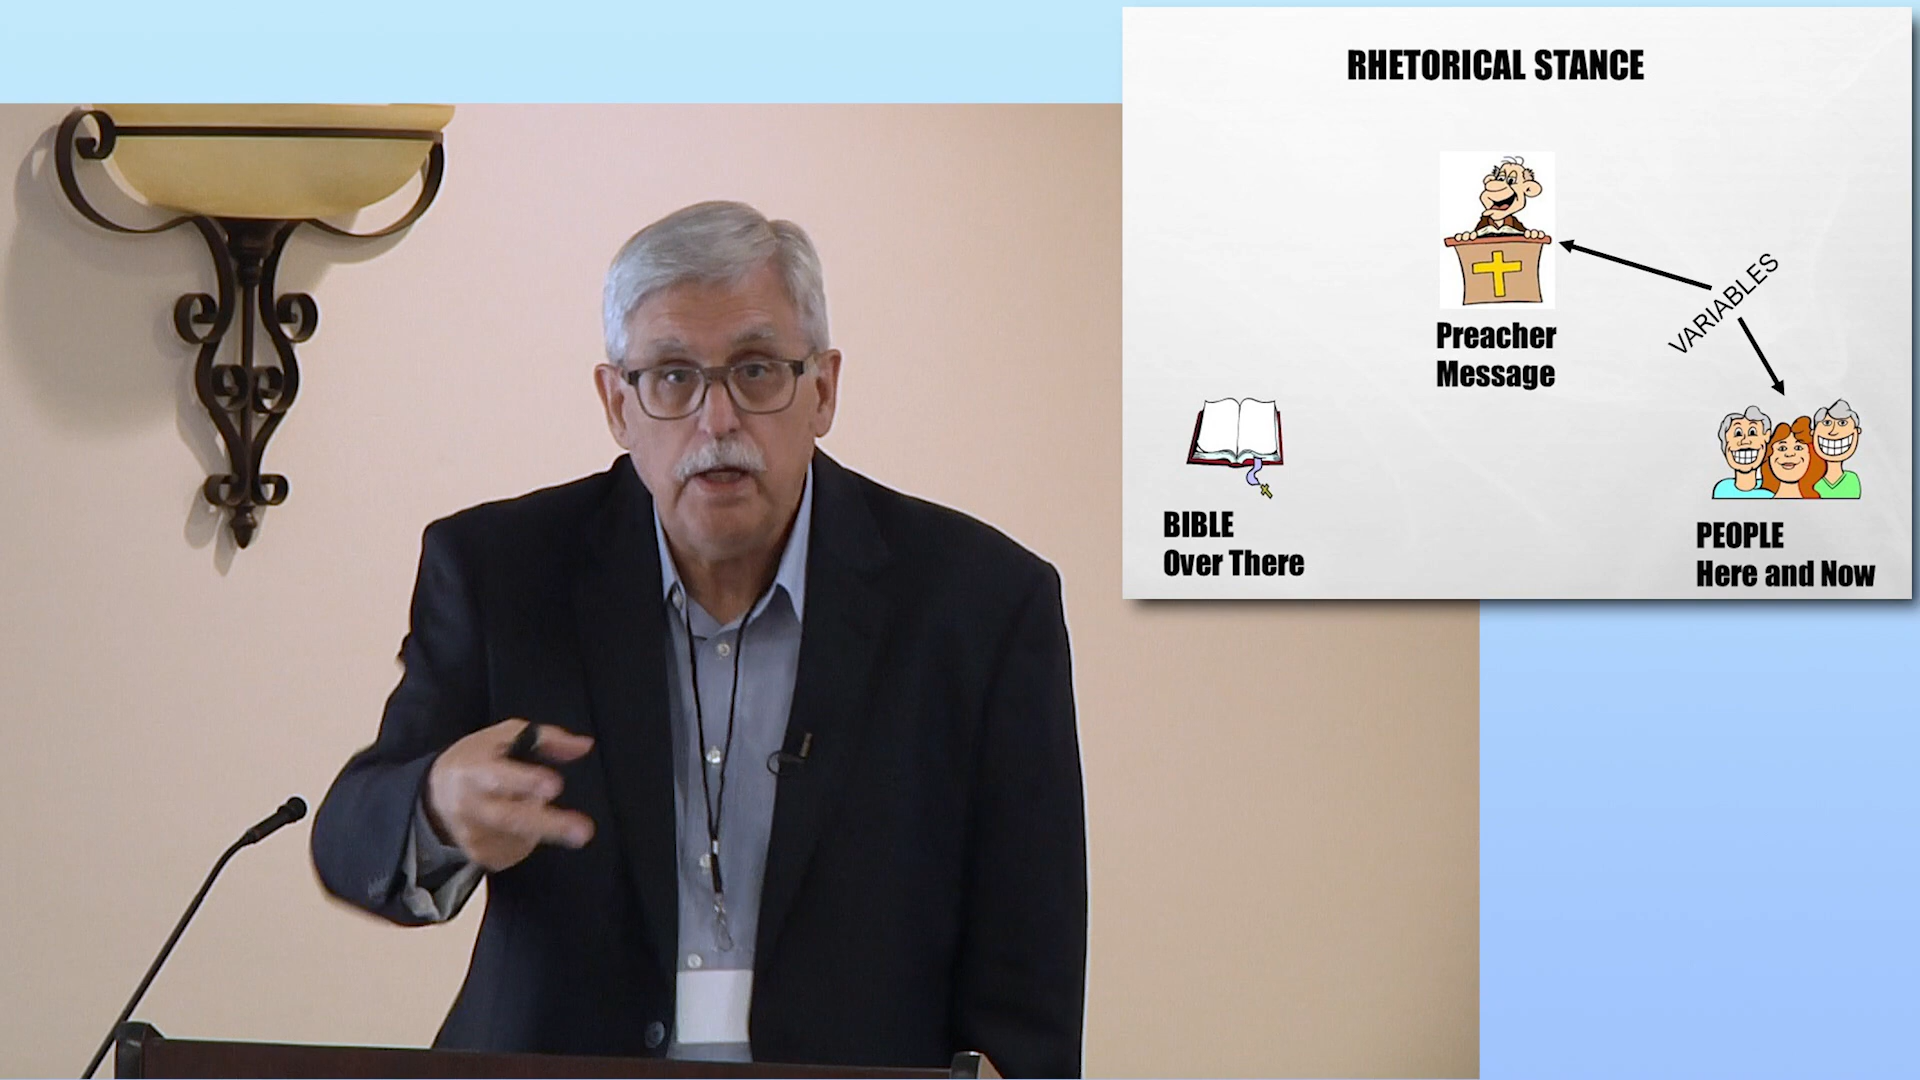 RHETORICAL STANCE
VARIABLES
Preacher
Message
BIBLE
Over There
PEOPLE
Here and Now